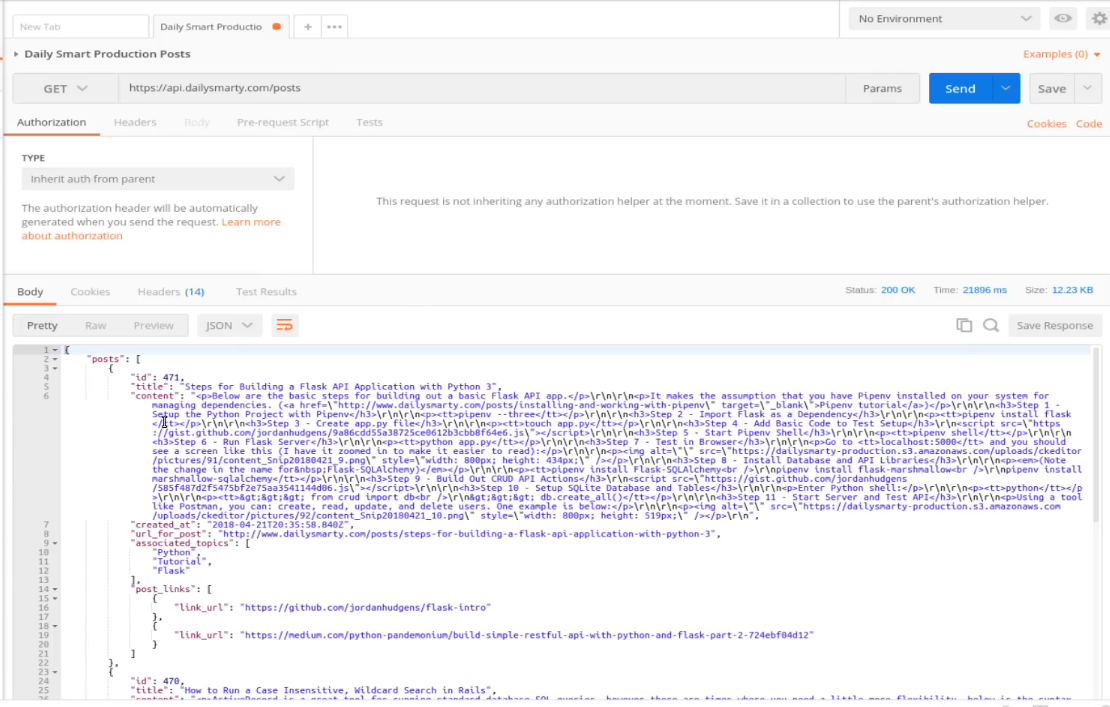 New Tab
Daily Smart Productio
No Environment
Daily Smart Production Posts
Examples (0)
GET
https://api.dailysmarty.com/posts
Params
Send
Save
Authorization
Headers
Body
Pre-request Script
Tests
Cookies
Code
TYPE
Inherit auth from parent
The authorization header will be automatically
generated when you send the request. Learn more
about authorization
This request is not inheriting any authorization helper at the moment. Save it in a collection to use the parent's authorization helper.
Body
Cookies
Headers (14)
Test Results
Status: 200 OK
Time: 21896 ms
Size: 12.23 KB
Pretty
Raw
Preview
JSON
Save Response
1 {
2 "posts": [
3 {
4 "id": 471,
5 "title": "Steps for Building a Flask API Application with Python 3",
6 "content": "<p>Below are the basic steps for building out a basic Flask API app.</p>\r\n\r\n<p>It makes the assumption that you have Pipenv installed on your system for
managing dependencies. (<a href=\"http://www.dailysmarty.com/posts/installing-and-working-with-pipenv\" target=\"_blank\">Pipenv tutorial</a>)</p>\r\n\r\n<h3>Step 1 -
Setup the Python Project with Pipenv</h3>\r\n\r\n<p><tt>pipenv --three</tt></p>\r\n\r\n<h3>Step 2 - Import Flask as a Dependency</h3>\r\n\r\n<p><tt>pipenv install flask
</tt></p>\r\n\r\n<h3>Step 3 - Create app.py file</h3>\r\n\r\n<p><tt>touch app.py</tt></p>\r\n\r\n<h3>Step 4 - Add Basic Code to Test Setup</h3>\r\n\r\n<script src=\"https
://gist.github.com/jordanhudgens/9a86cdd55a38725ce0612b3cbb8f64e6.js\"></script>\r\n\r\n<h3>Step 5 - Start Pipenv Shell</h3>\r\n\r\n<p><tt>pipenv shell</tt></p>\r\n\r\n
<h3>Step 6 - Run Flask Server</h3>\r\n\r\n<p><tt>python app.py</tt></p>\r\n\r\n<h3>Step 7 - Test in Browser</h3>\r\n\r\n<p>Go to <tt>localhost:5000</tt> and you should
see a screen like this (I have it zoomed in to make it easier to read):</p>\r\n\r\n<p><img alt=\"\" src=\"https://dailysmarty-production.s3.amazonaws.com/uploads/ckeditor
/pictures/91/content_Snip20180421_9.png\" style=\"width: 800px; height: 434px;\" /></p>\r\n\r\n<h3>Step 8 - Install Database and API Libraries</h3>\r\n\r\n<p><em>(Note
the change in the name for&nbsp;Flask-SQLAlchemy)</em></p>\r\n\r\n<p><tt>pipenv install Flask-SQLAlchemy<br />\r\npipenv install flask-marshmallow<br />\r\npipenv install
marshmallow-sqlalchemy</tt></p>\r\n\r\n<h3>Step 9 - Build Out CRUD API Actions</h3>\r\n\r\n<script src=\"https://gist.github.com/jordanhudgens
/585f487d2f5475bf2e75aa3541144d06.js\"></script>\r\n\r\n<h3>Step 10 - Setup SQLite Database and Tables</h3>\r\n\r\n<p>Enter Python shell:</p>\r\n\r\n<p><tt>python</tt></p
>\r\n\r\n<p><tt>&gt;&gt;&gt; from crud import db<br />\r\n&gt;&gt;&gt; db.create_all()</tt></p>\r\n\r\n<h3>Step 11 - Start Server and Test API</h3>\r\n\r\n<p>Using a tool
like Postman, you can: create, read, update, and delete users. One example is below:</p>\r\n\r\n<p><img alt=\"\" src=\"https://dailysmarty-production.s3.amazonaws.com
/uploads/ckeditor/pictures/92/content_Snip20180421_10.png\" style=\"width: 800px; height: 519px;\" /></p>\r\n",
7 "created_at": "2018-04-21T20:35:58.840Z",
8 "url_for_post": "http://www.dailysmarty.com/posts/steps-for-building-a-flask-api-application-with-python-3",
9 "associated_topics": [
10 "Python",
11 "Tutorial",
12 "Flask"
13 ],
14 "post_links": [
15 {
16 "link_url": "https://github.com/jordanhudgens/flask-intro"
17 },
18 {
19 "link_url": "https://medium.com/python-pandemonium/build-simple-restful-api-with-python-and-flask-part-2-724ebf04d12"
20 }
21 ]
22 },
23 {
24 "id": 470,
25 "title": "How to Run a Case Insensitive, Wildcard Search in Rails",